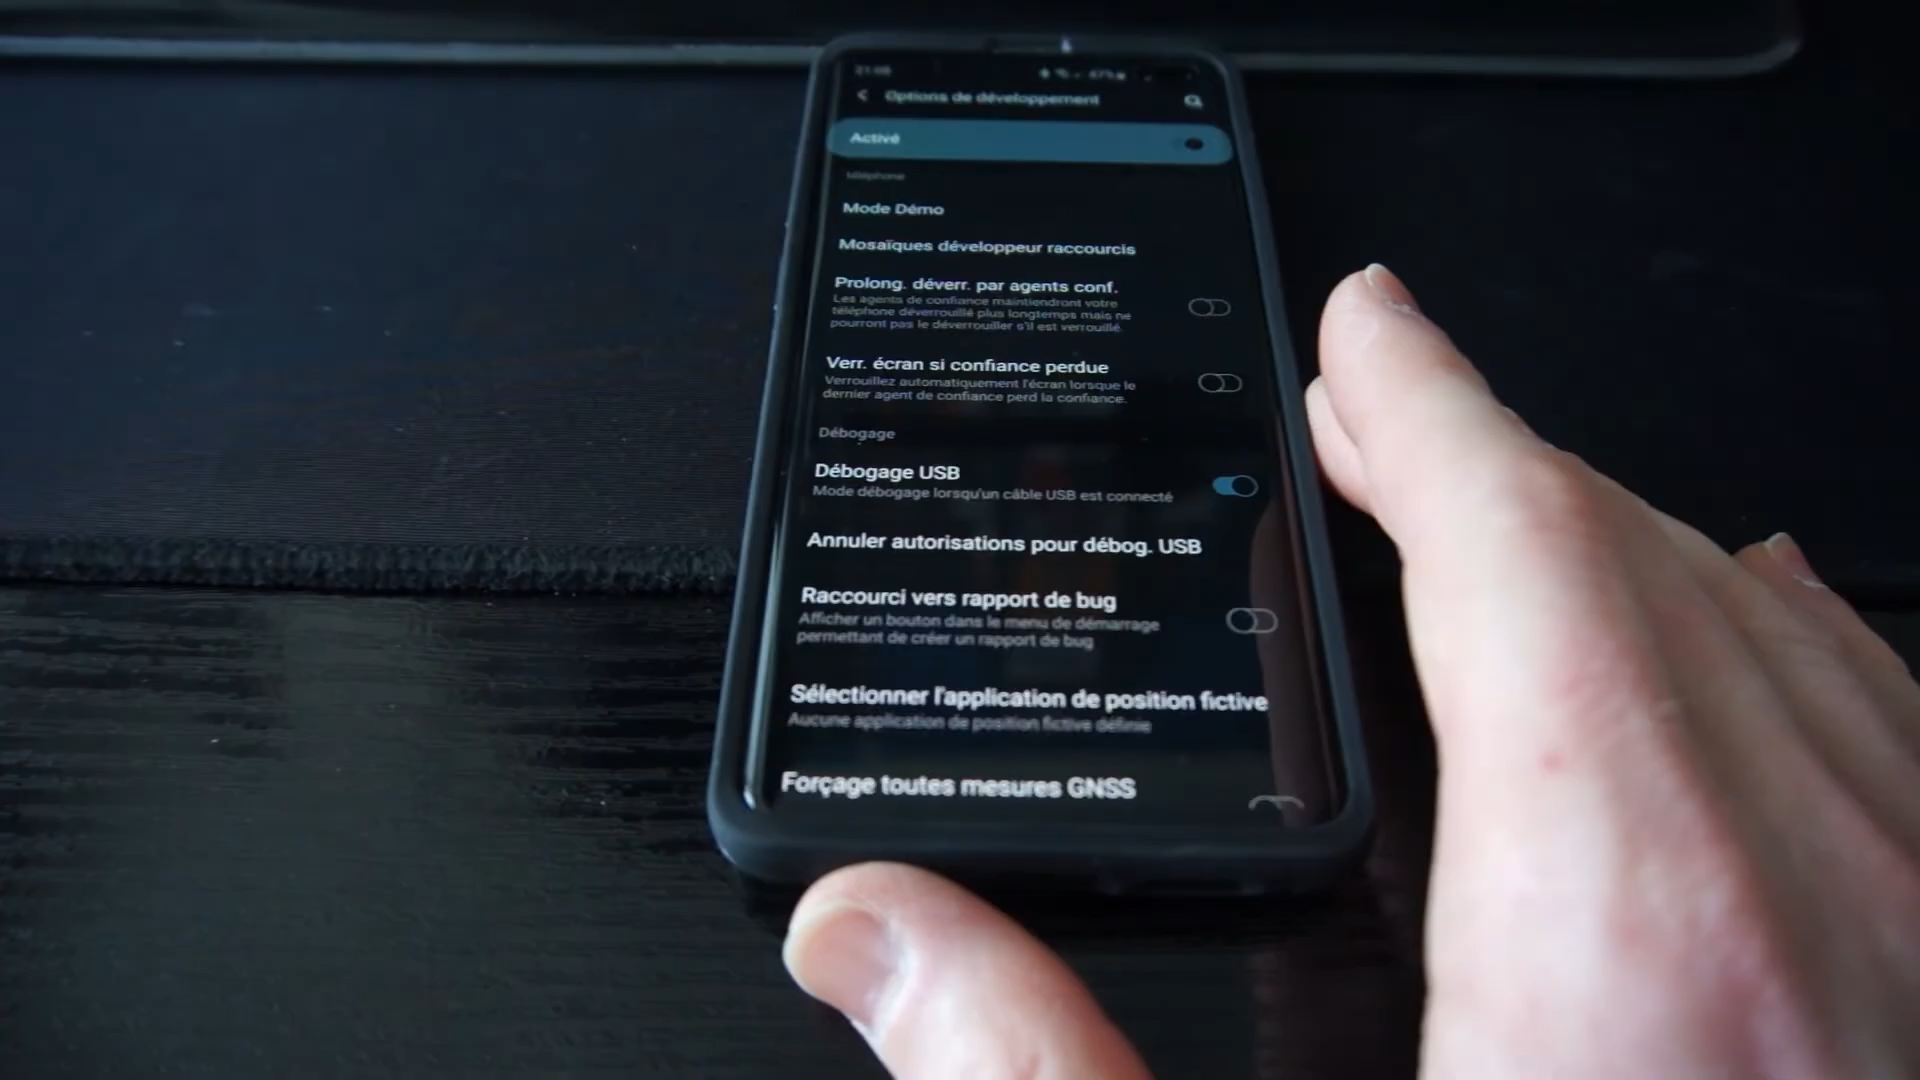 Options de développement
Activé
téléphone
Mode Démo
Mosaïques développeur raccourcis
Prolong. déverr. par agents conf.
Les agents de confiance maintiendront votre
téléphone déverrouillé plus longtemps mais ne
pourront pas le déverrouiller s'il est verrouillé.
Verr. écran si confiance perdue
Verrouillez automatiquement l'écran lorsque le
dernier agent de confiance perd la confiance.
Débogage
Débogage USB
Mode débogage lorsqu'un câble USB est connecté
Annuler autorisations pour débog. USB
Raccourci vers rapport de bug
Afficher un bouton dans le menu de démarrage
permettant de créer un rapport de bug
Sélectionner l'application de position fictive
Aucune application de position fictive définie
Forçage toutes mesures GNSS